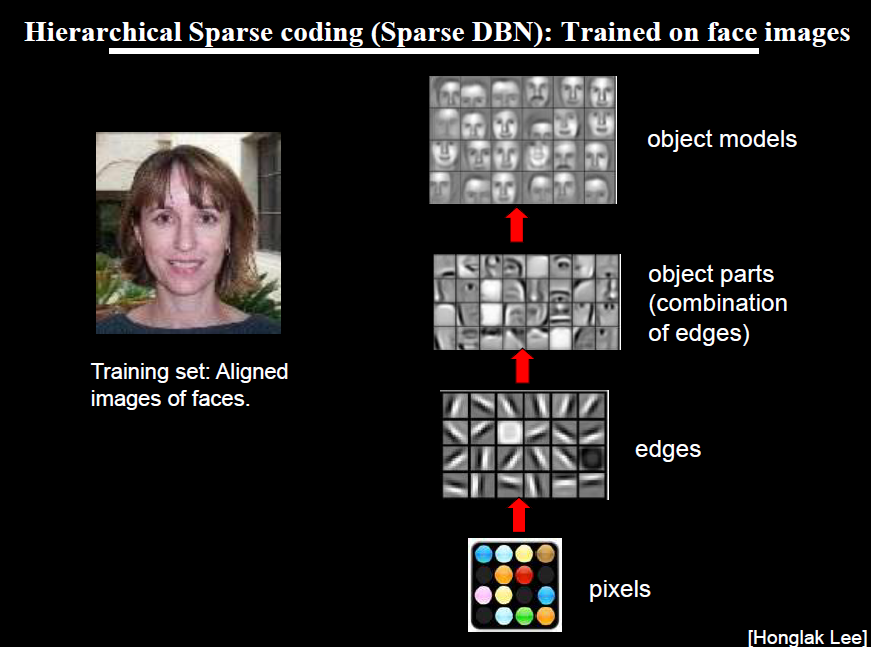 Hierarchical Sparse coding (Sparse DBN): Trained on face images
object models
object parts
(combination
of edges)
Training set: Aligned
images of faces.
edges
pixels
[Honglak Lee]